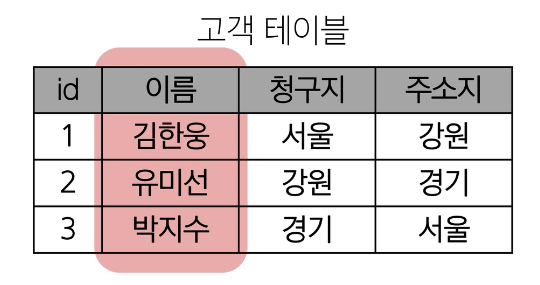 고객 테이블
id 이름 청구지 주소지
1 김한웅 서울 강원
2 유미선 강원 경기
3 박지수 경기 서울